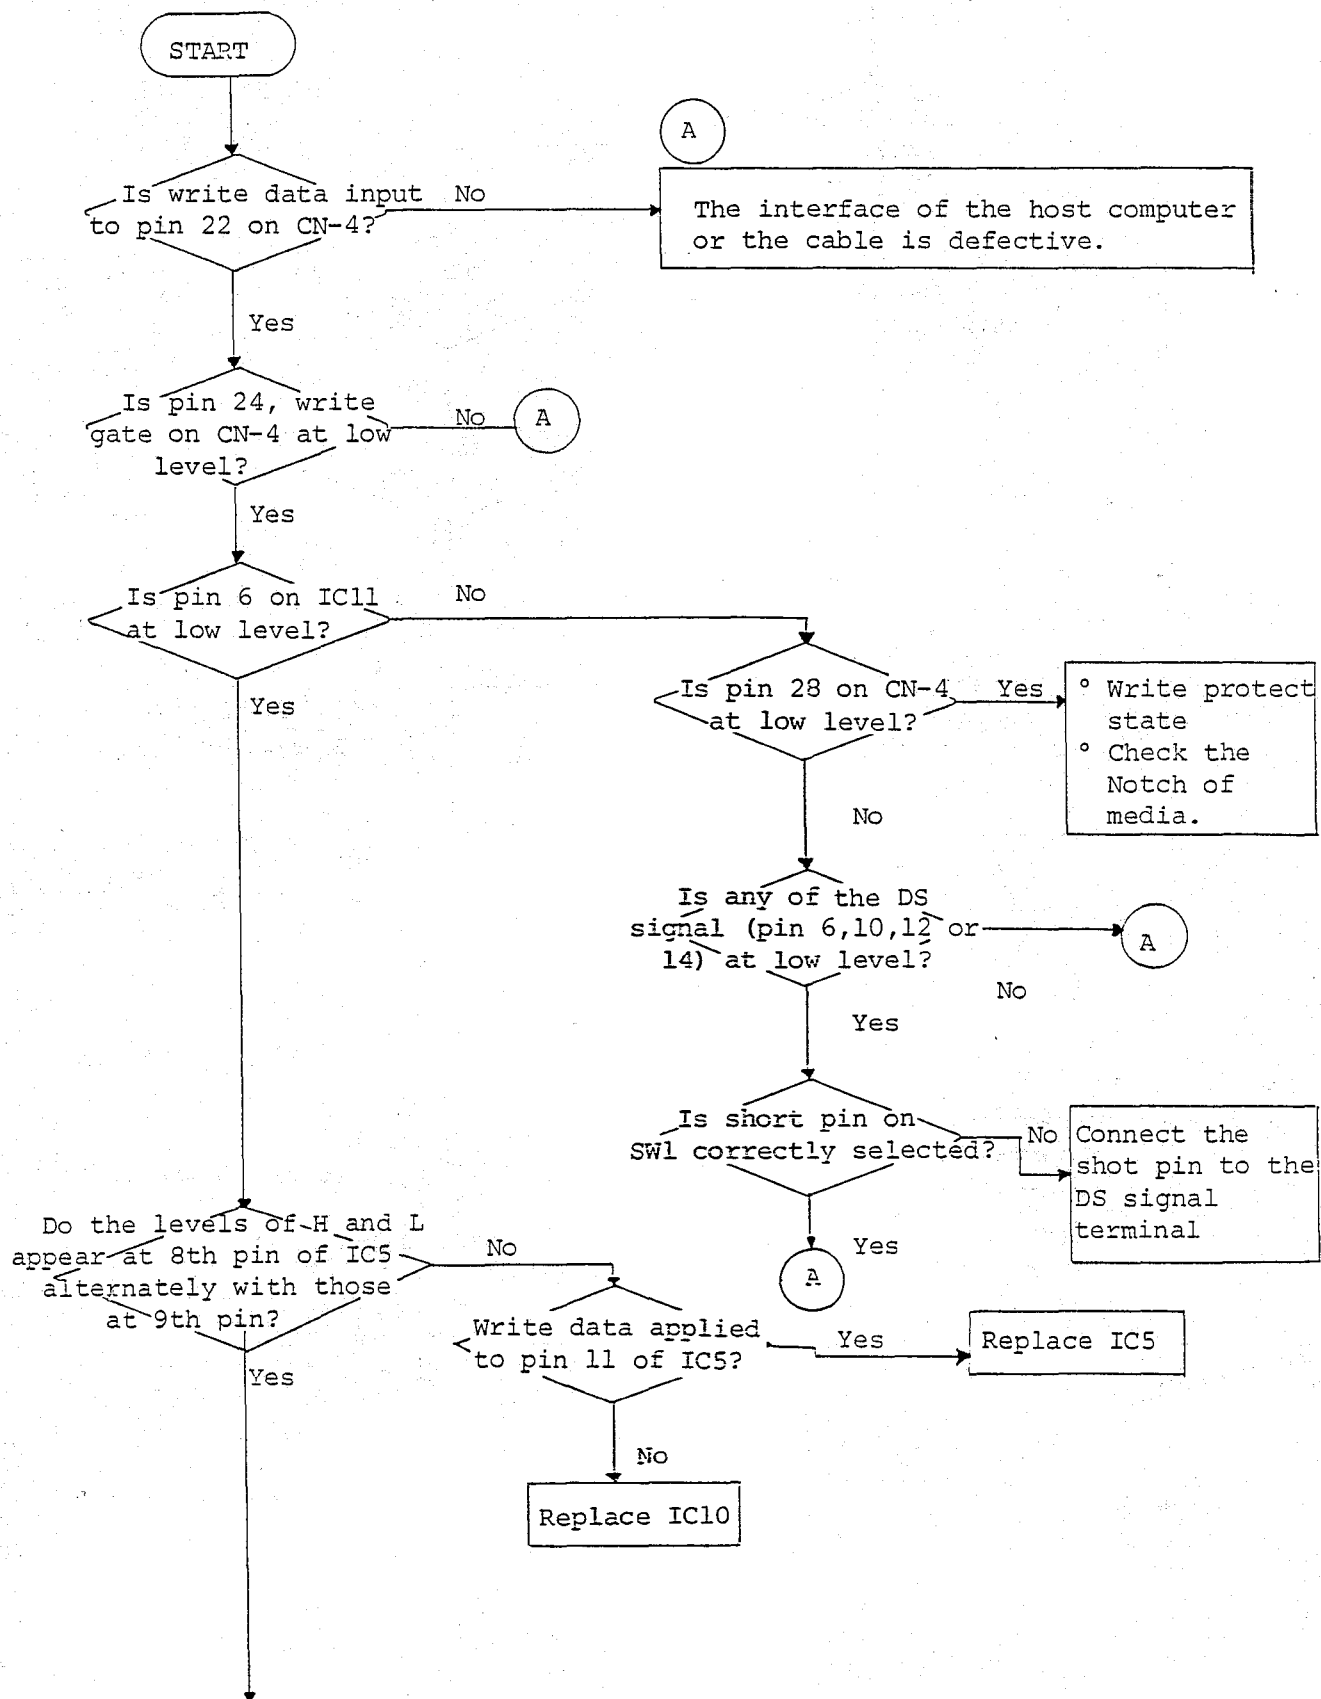 START
A
Is write data input
to pin 22 on CN-4?
No
The interface of the host computer
or the cable is defective.
Yes
Is pin 24, write
gate on CN-4 at low
level?
No
A
Yes
Is pin 6 on IC11
at low level?
No
Yes
Is pin 28 on CN-4
at low level?
Yes
° Write protect
state
° Check the
Notch of
media.
No
Is any of the DS
signal (pin 6,10,12 or
14) at low level?
A
No
Yes
Is short pin on
SW1 correctly selected?
No
Connect the
shot pin to the
DS signal
terminal
Yes
A
Do the levels of H and L
appear at 8th pin of IC5
alternately with those
at 9th pin?
No
Yes
Write data applied
to pin 11 of IC5?
Yes
Replace IC5
No
Replace IC10